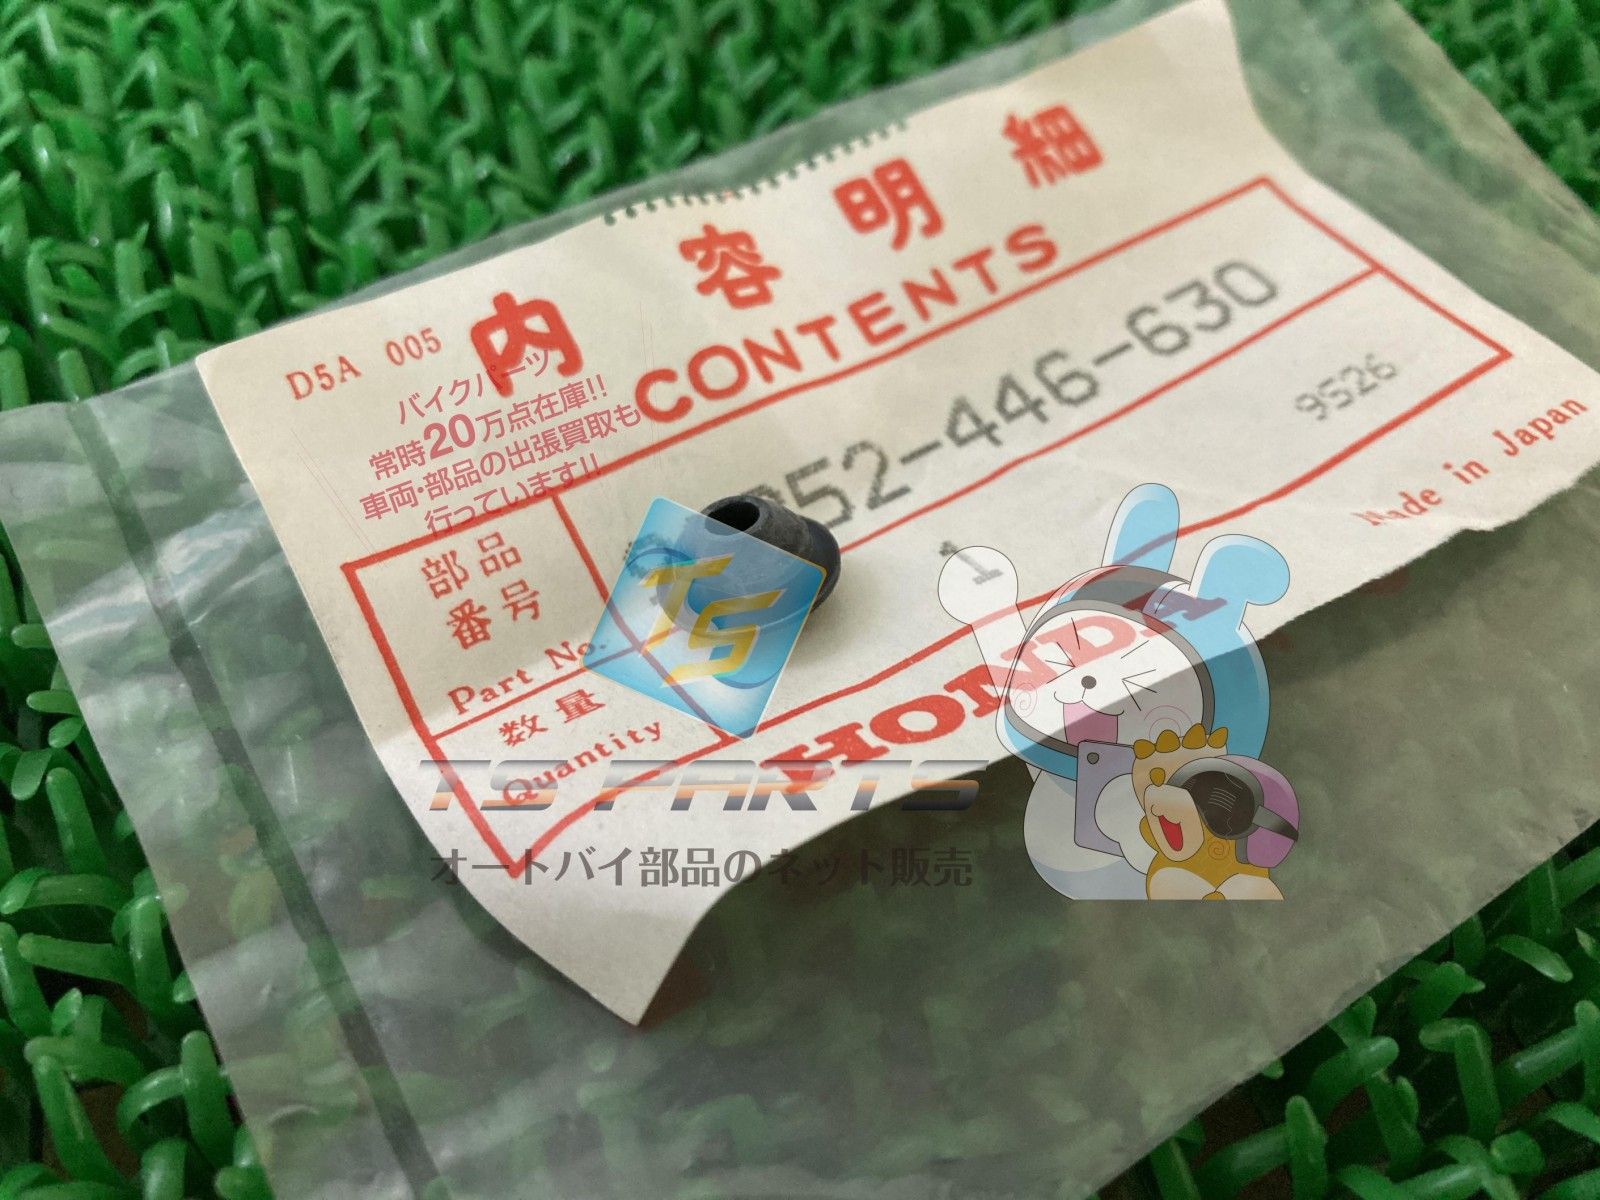 内容明細
CONTENTS
D5A 005
バイクパーツ
常時20万点在庫!!
車両・部品の出張買取も
行っています!!
部品
番号
Part No.
52-446-630
9526
数量
Quantity
1
HONDA
Made in Japan
TS
TS PARTS
オートバイ部品のネット販売